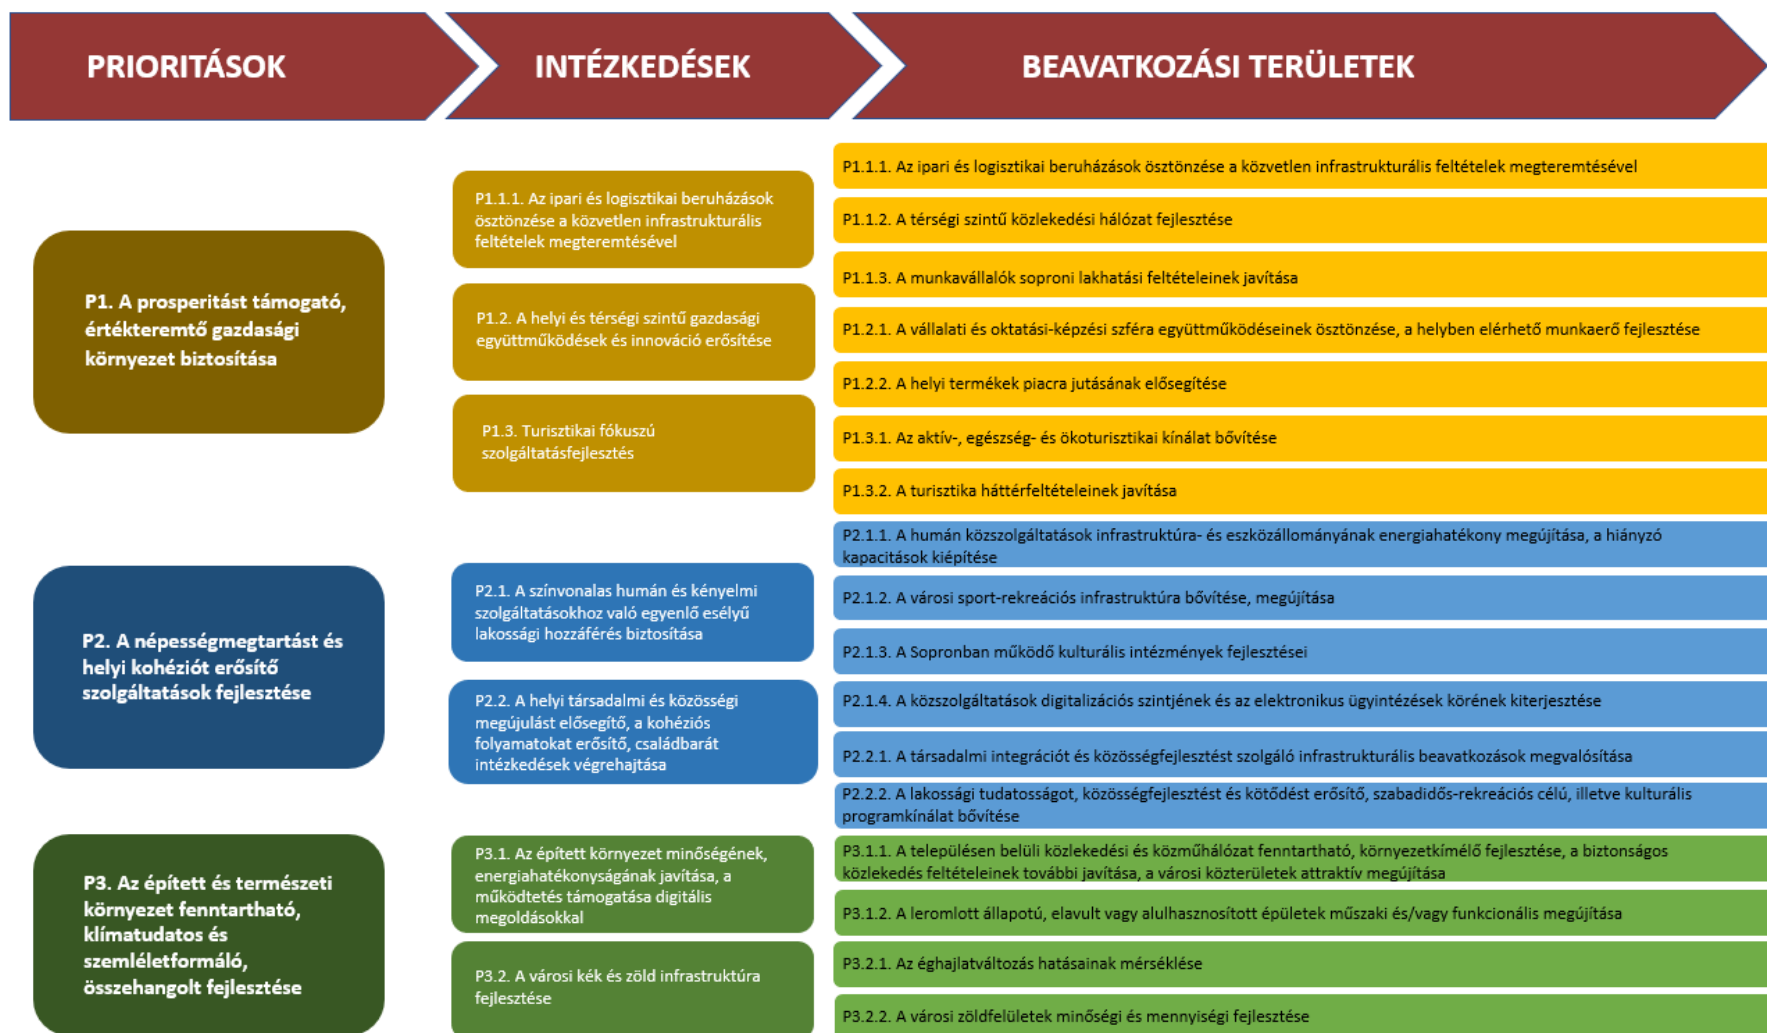 PRIORITÁSOK
INTÉZKEDÉSEK
BEAVATKOZÁSI TERÜLETEK
P1. A prosperitást támogató,
értékteremtő gazdasági
környezet biztosítása
P1.1.1. Az ipari és logisztikai beruházások
ösztönzése a közvetlen infrastrukturális
feltételek megteremtésével
P1.2. A helyi és térségi szintű gazdasági
együttműködések és innováció erősítése
P1.3. Turisztikai fókuszú
szolgáltatásfejlesztés
P1.1.1. Az ipari és logisztikai beruházások ösztönzése a közvetlen infrastrukturális feltételek megteremtésével
P1.1.2. A térségi szintű közlekedési hálózat fejlesztése
P1.1.3. A munkavállalók soproni lakhatási feltételeinek javítása
P1.2.1. A vállalati és oktatási-képzési szféra együttműködéseinek ösztönzése, a helyben elérhető munkaerő fejlesztése
P1.2.2. A helyi termékek piacra jutásának elősegítése
P1.3.1. Az aktív-, egészség- és ökoturisztikai kínálat bővítése
P1.3.2. A turisztika háttérfeltételeinek javítása
P2. A népességmegtartást és
helyi kohéziót erősítő
szolgáltatások fejlesztése
P2.1. A színvonalas humán és kényelmi
szolgáltatásokhoz való egyenlő esélyű
lakossági hozzáférés biztosítása
P2.2. A helyi társadalmi és közösségi
megújulást elősegítő, a kohéziós
folyamatokat erősítő, családbarát
intézkedések végrehajtása
P2.1.1. A humán közszolgáltatások infrastruktúra- és eszközállományának energiahatékony megújítása, a hiányzó
kapacitások kiépítése
P2.1.2. A városi sport-rekreációs infrastruktúra bővítése, megújítása
P2.1.3. A Sopronban működő kulturális intézmények fejlesztései
P2.1.4. A közszolgáltatások digitalizációs szintjének és az elektronikus ügyintézések körének kiterjesztése
P2.2.1. A társadalmi integrációt és közösségfejlesztést szolgáló infrastrukturális beavatkozások megvalósítása
P2.2.2. A lakossági tudatosságot, közösségfejlesztést és kötődést erősítő, szabadidős-rekreációs célú, illetve kulturális
programkínálat bővítése
P3. Az épített és természeti
környezet fenntartható,
klímatudatos és
szemléletformáló,
összehangolt fejlesztése
P3.1. Az épített környezet minőségének,
energiahatékonyságának javítása, a
működtetés támogatása digitális
megoldásokkal
P3.2. A városi kék és zöld infrastruktúra
fejlesztése
P3.1.1. A településen belüli közlekedési és közműhálózat fenntartható, környezetkímélő fejlesztése, a biztonságos
közlekedés feltételeinek további javítása, a városi közterületek attraktív megújítása
P3.1.2. A leromlott állapotú, elavult vagy alulhasznosított épületek műszaki és/vagy funkcionális megújítása
P3.2.1. Az éghajlatváltozás hatásainak mérséklése
P3.2.2. A városi zöldfelületek minőségi és mennyiségi fejlesztése